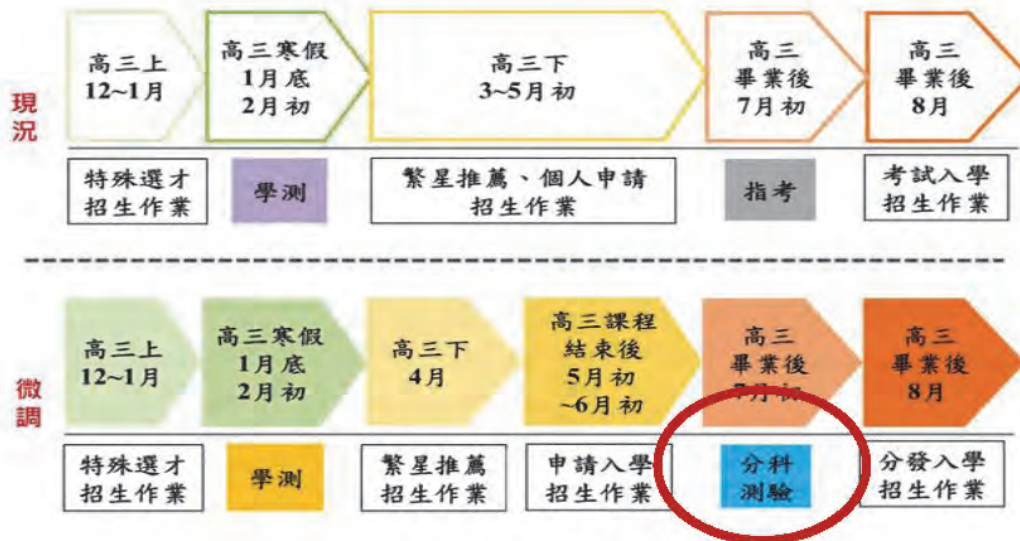 現況
高三上
12~1月
高三寒假
1月底
2月初
高三下
3~5月初
高三
畢業後
7月初
高三
畢業後
8月
特殊選才
招生作業
學測
繁星推薦、個人申請
招生作業
指考
考試入學
招生作業
微調
高三上
12~1月
高三寒假
1月底
2月初
高三下
4月
高三課程
結束後
5月初
~6月初
高三
畢業後
7月初
高三
畢業後
8月
特殊選才
招生作業
學測
繁星推薦
招生作業
申請入學
招生作業
分科
測驗
分發入學
招生作業